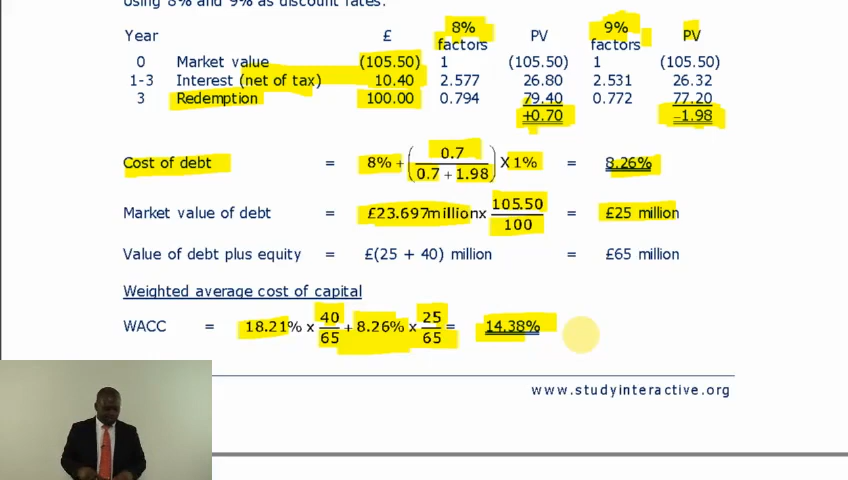 Using 8% and 9% as discount rates.
Year £ 8% factors PV 9% factors PV
0 Market value (105.50) 1 (105.50) 1 (105.50)
1-3 Interest (net of tax) 10.40 2.577 26.80 2.531 26.32
3 Redemption 100.00 0.794 79.40 0.772 77.20
+0.70 −1.98
Cost of debt = 8% + (0.7 / 0.7 + 1.98) X 1% = 8.26%
Market value of debt = £23.697million x 105.50 / 100 = £25 million
Value of debt plus equity = £(25 + 40) million = £65 million
Weighted average cost of capital
WACC = 18.21% x 40 / 65 + 8.26% x 25 / 65 = 14.38%
www.studyinteractive.org